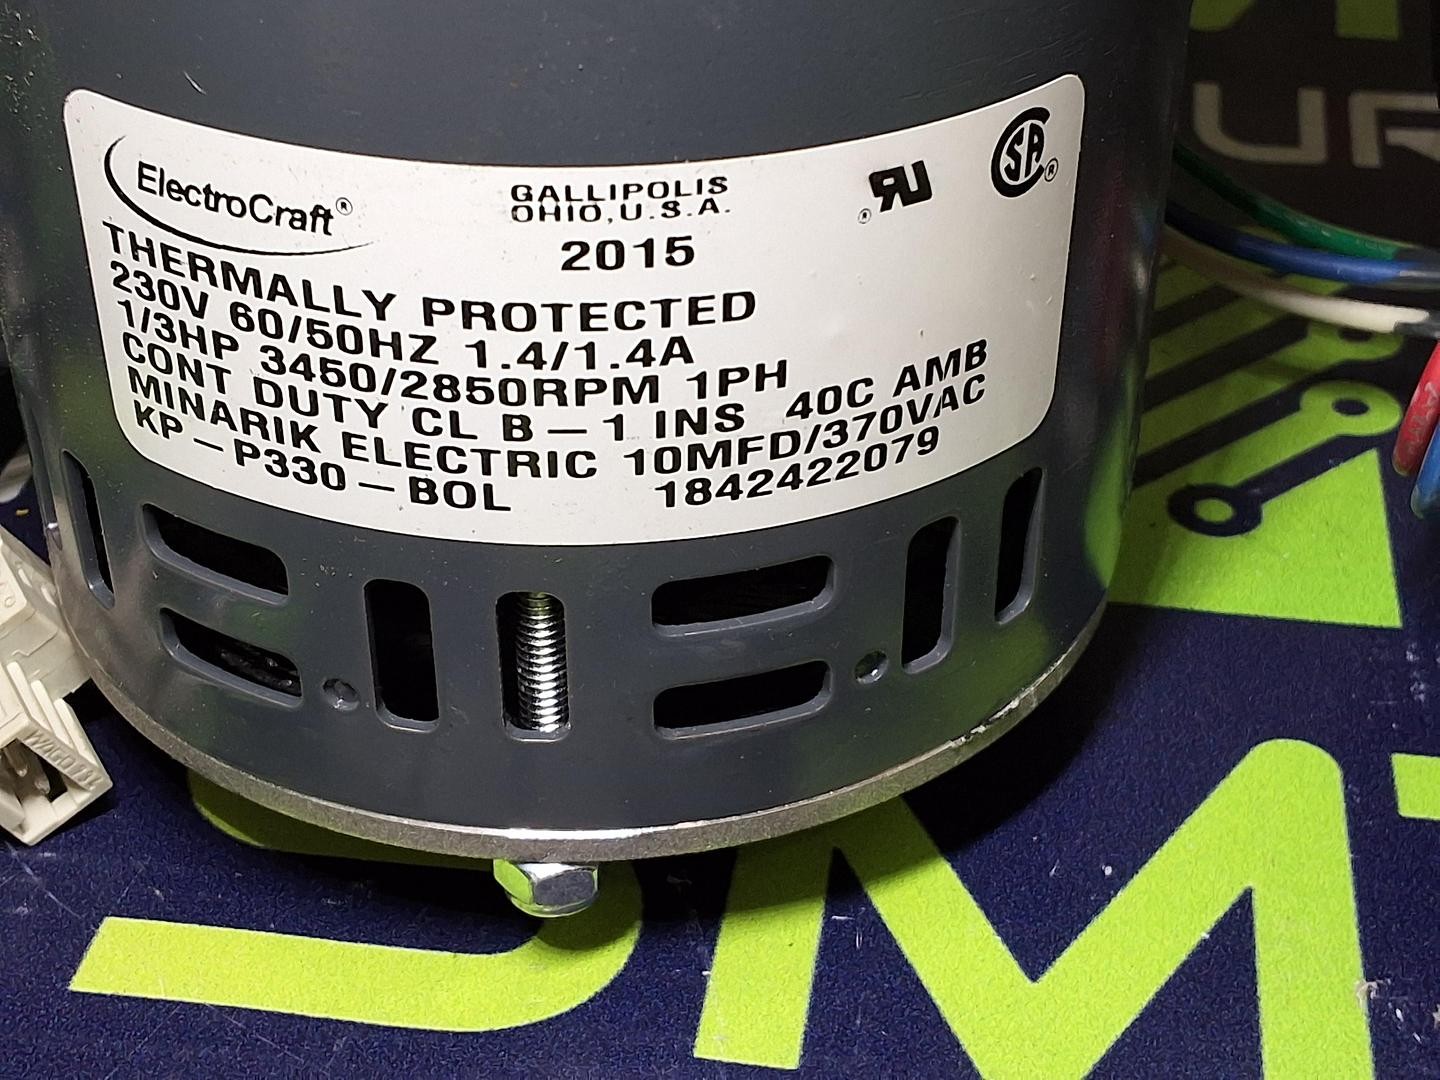 ElectroCraft®
GALLIPOLIS
OHIO, U.S.A.
2015
THERMALLY PROTECTED
230V 60/50HZ 1.4/1.4A
1/3HP 3450/2850RPM 1PH
CONT DUTY CL B-1 INS 40C AMB
MINARIK ELECTRIC 10MFD/370VAC
KP-P330-BOL 1842422079